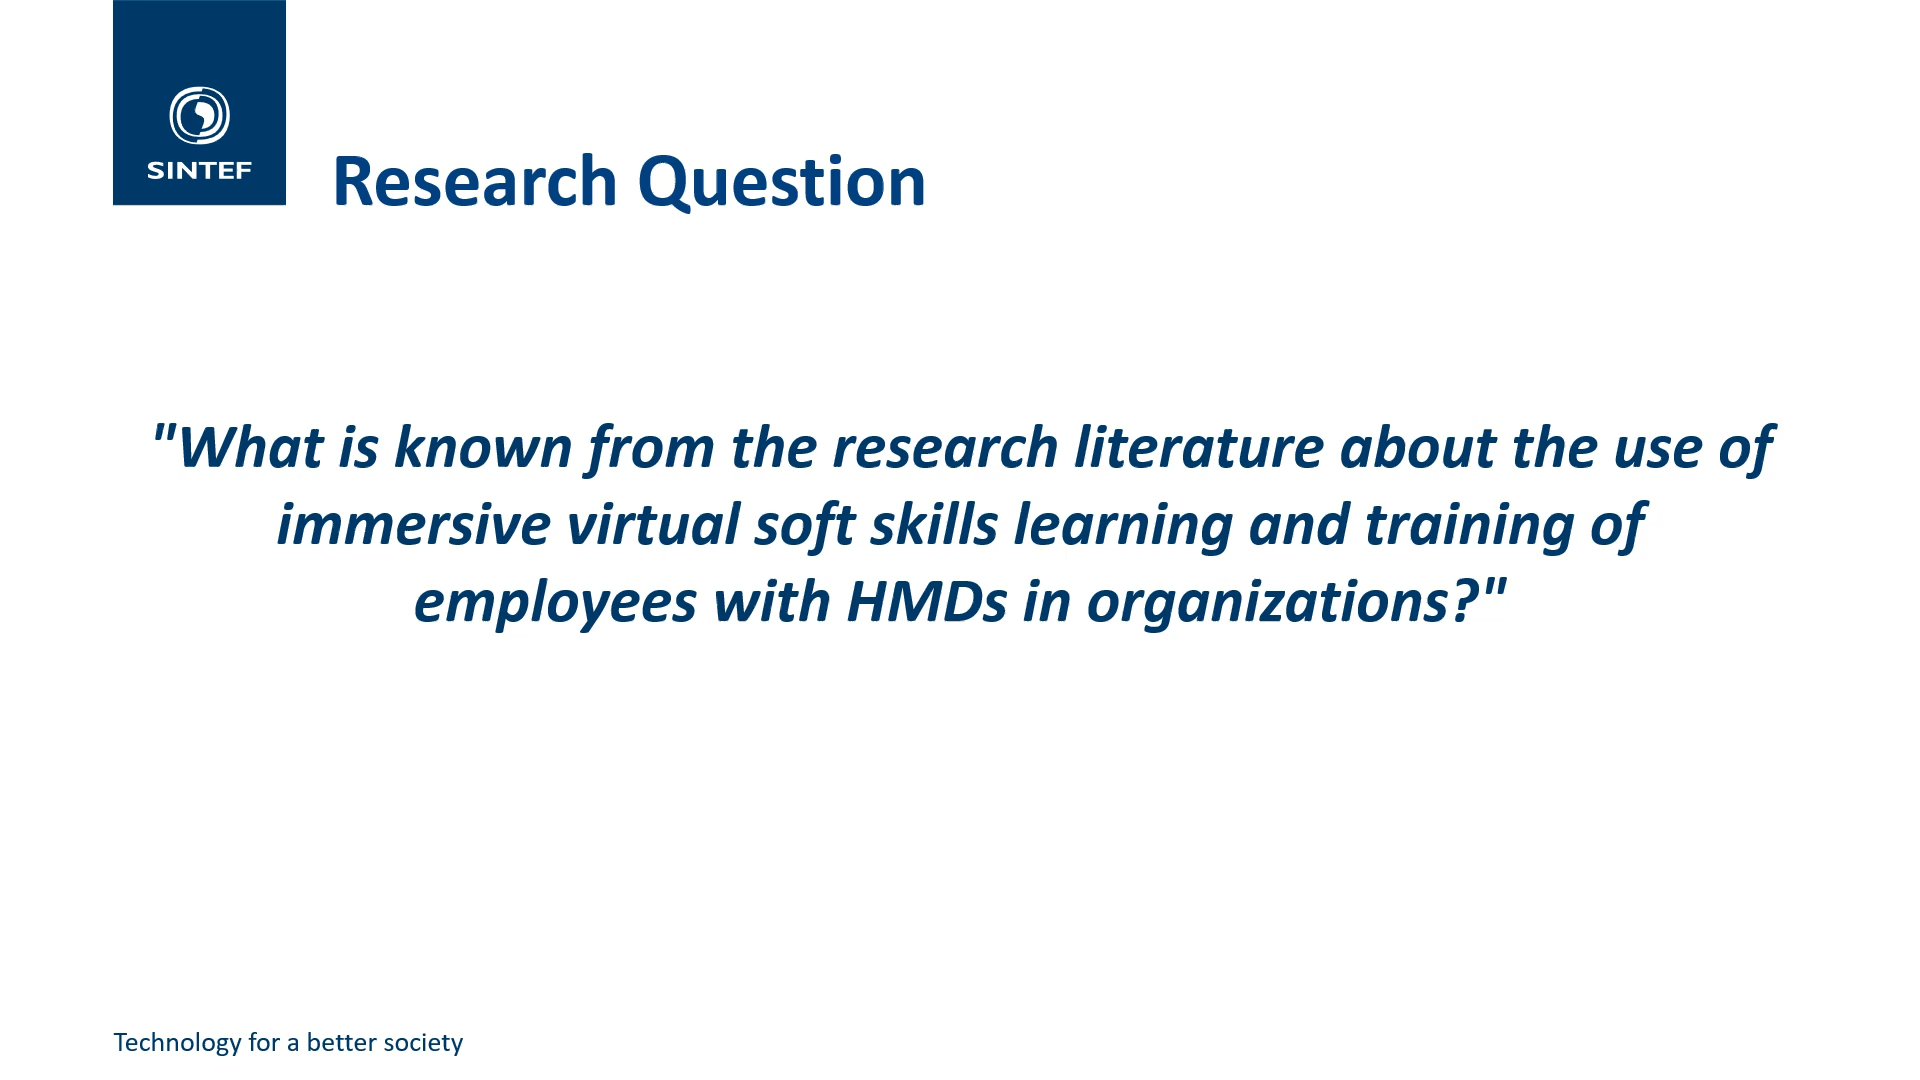 SINTEF
Research Question
"What is known from the research literature about the use of
immersive virtual soft skills learning and training of
employees with HMDs in organizations?"
Technology for a better society